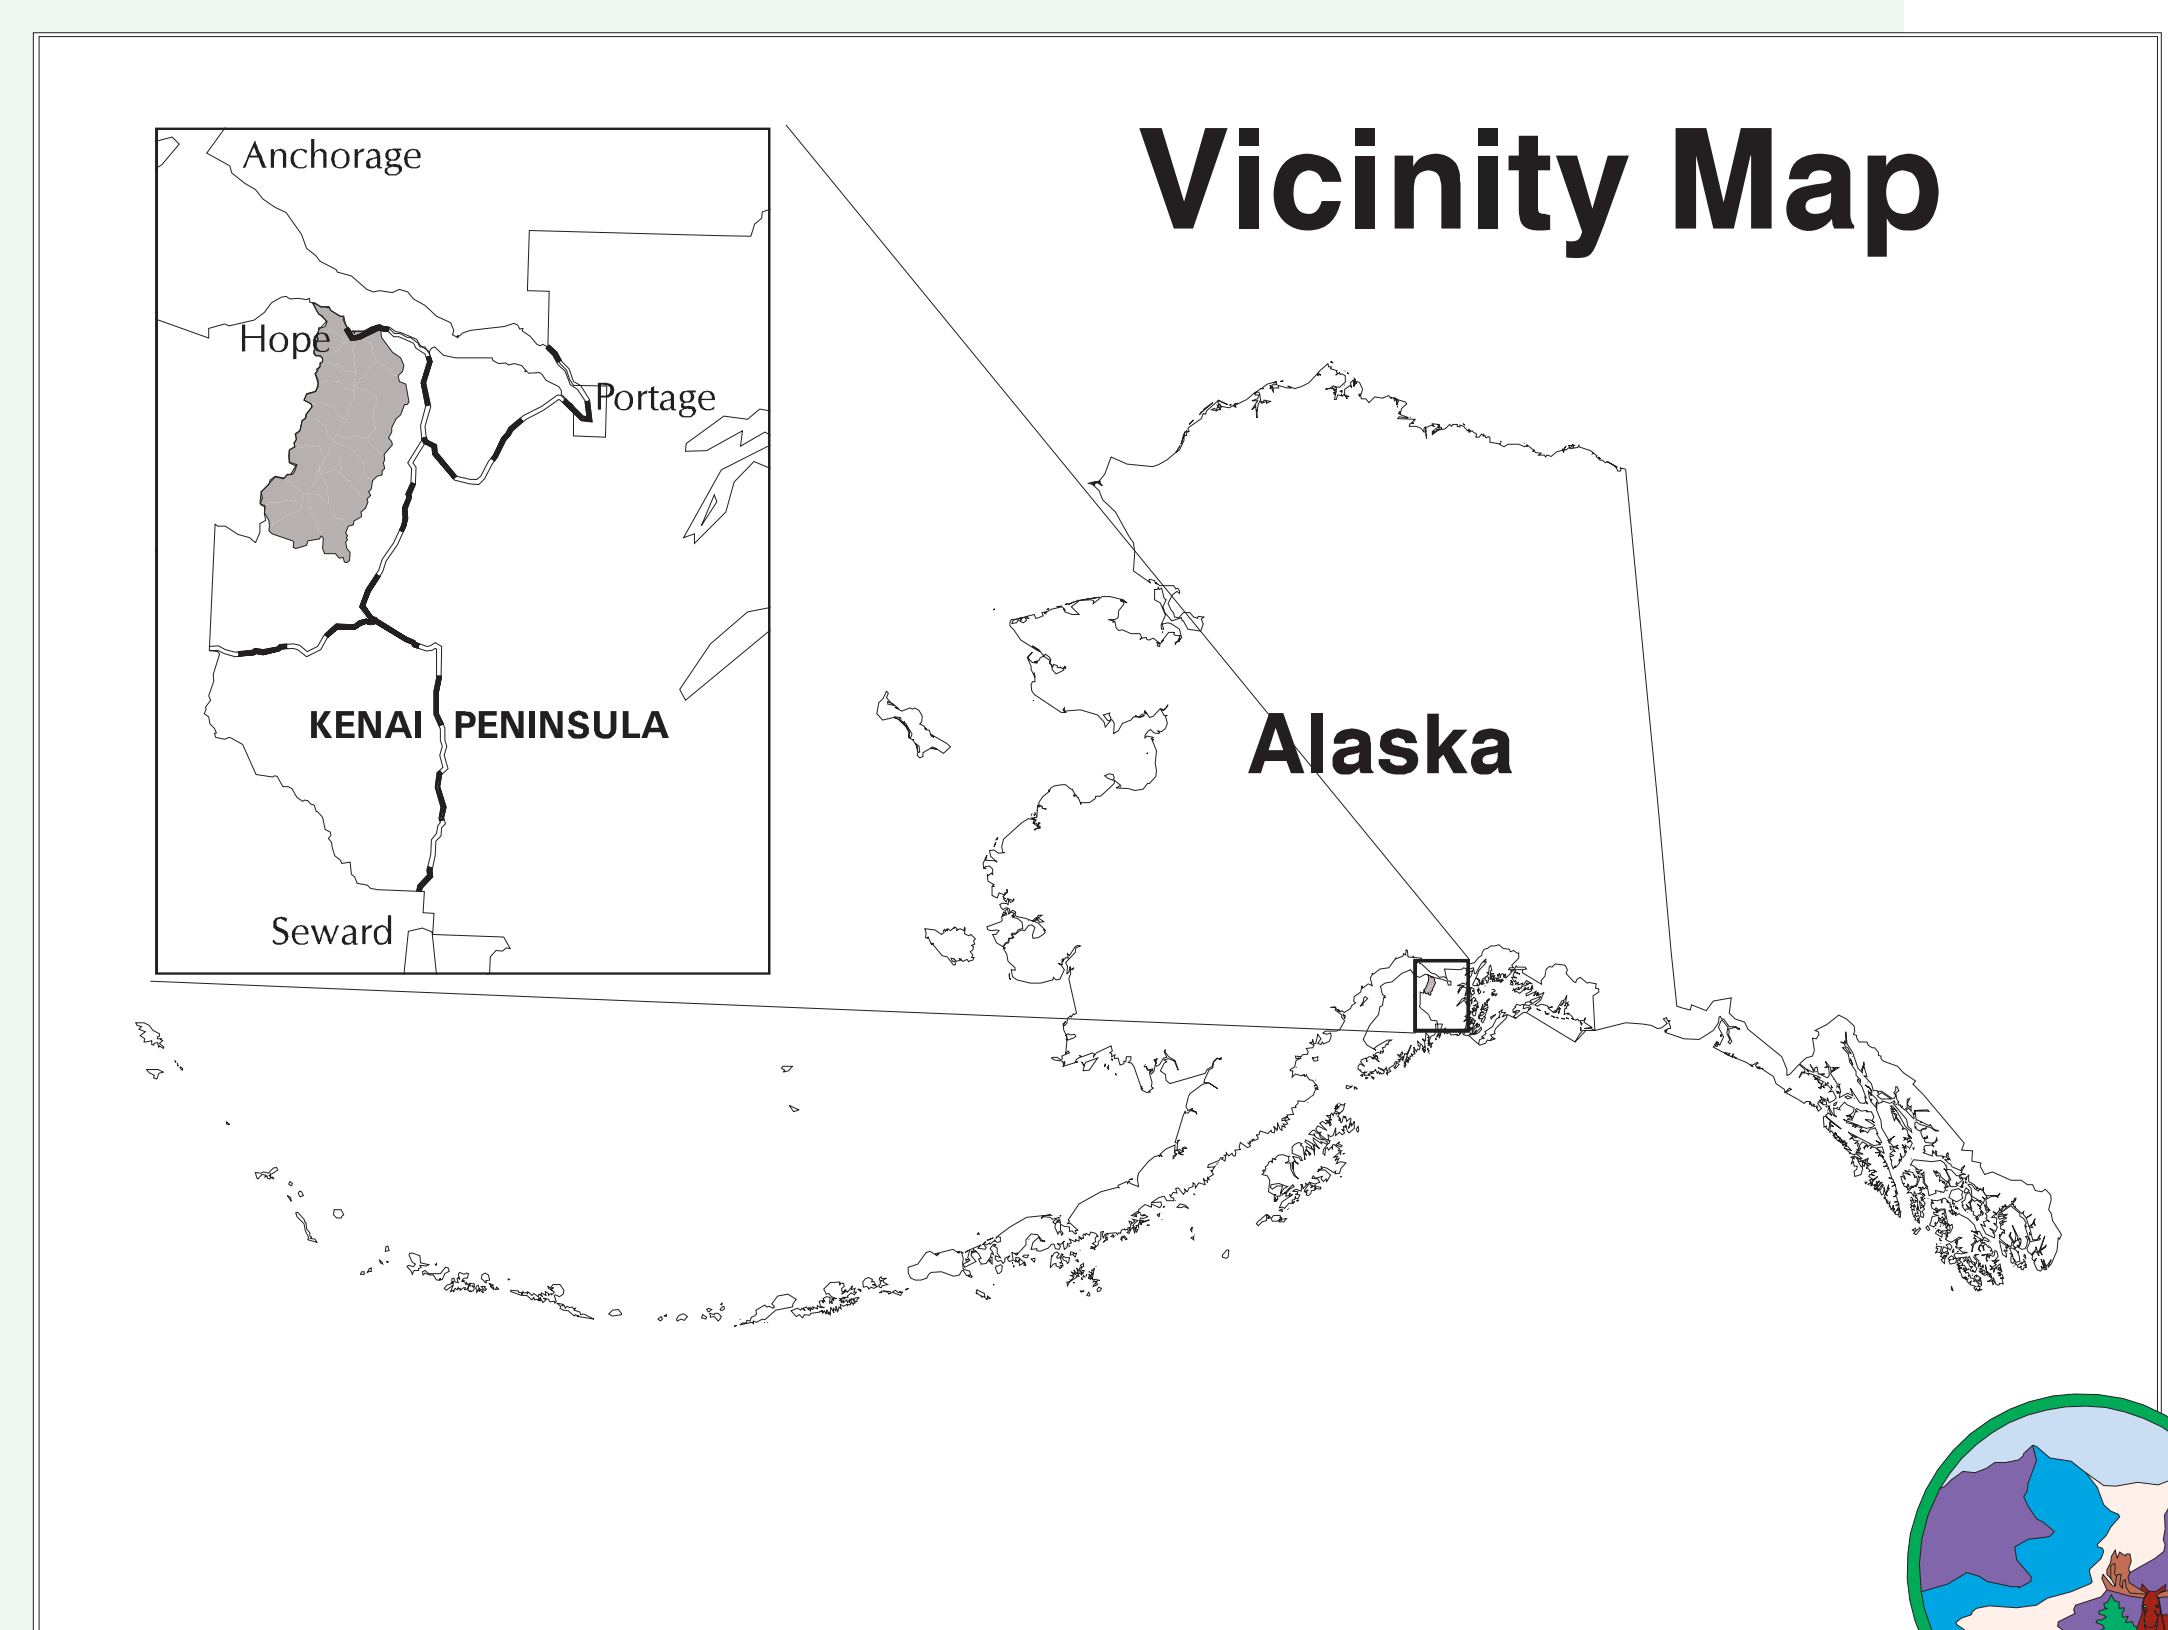 Vicinity Map
Anchorage
Hope
Portage
KENAI PENINSULA
Seward
Alaska